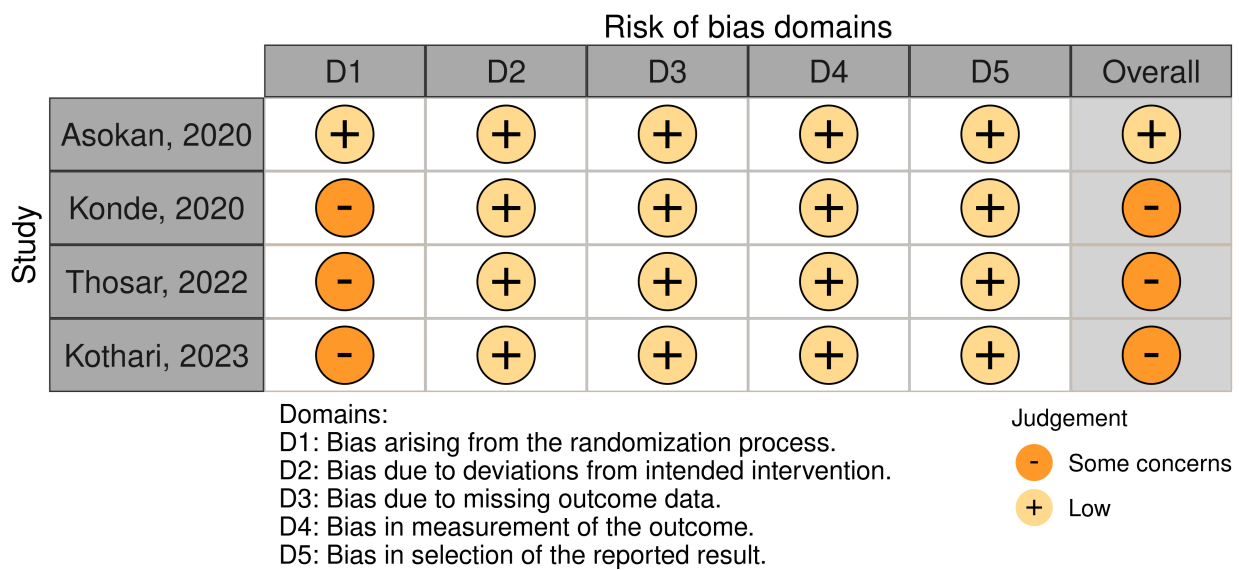 Risk of bias domains
D1 D2 D3 D4 D5 Overall
Study
Asokan, 2020 + + + + + +
Konde, 2020 - + + + + -
Thosar, 2022 - + + + + -
Kothari, 2023 - + + + + -
Domains:
D1: Bias arising from the randomization process.
D2: Bias due to deviations from intended intervention.
D3: Bias due to missing outcome data.
D4: Bias in measurement of the outcome.
D5: Bias in selection of the reported result.
Judgement
- Some concerns
+ Low